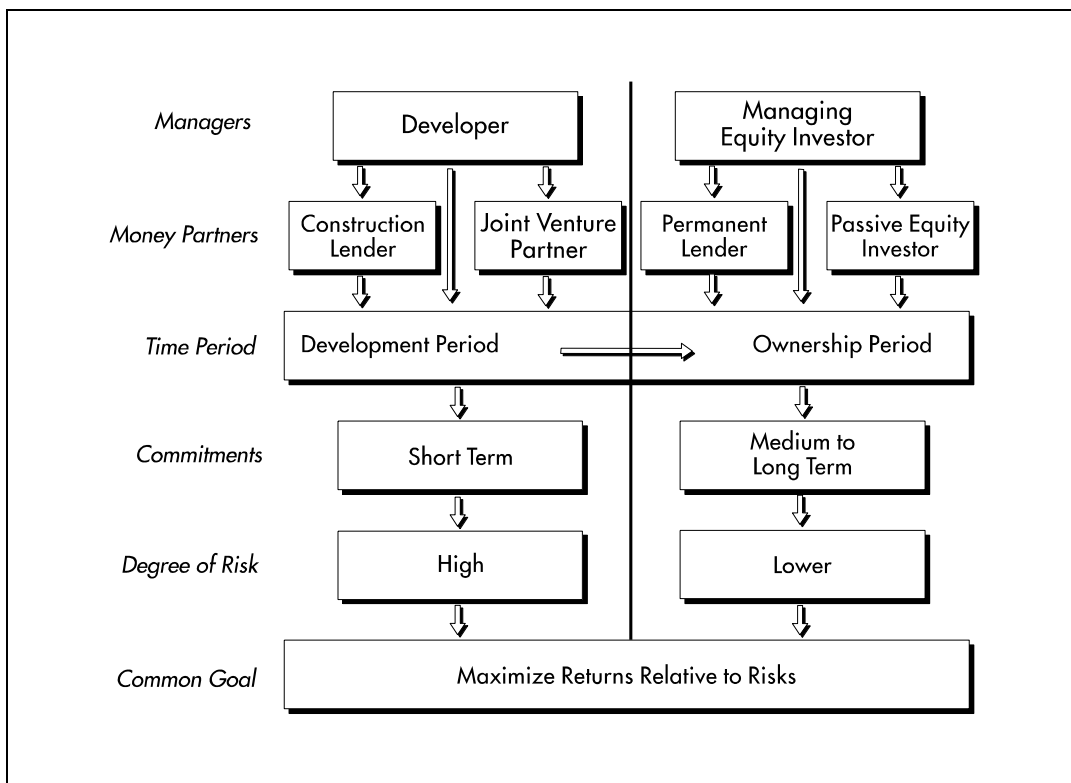 Managers
Developer
Managing
Equity Investor
Money Partners
Construction
Lender
Joint Venture
Partner
Permanent
Lender
Passive Equity
Investor
Time Period
Development Period
Ownership Period
Commitments
Short Term
Medium to
Long Term
Degree of Risk
High
Lower
Common Goal
Maximize Returns Relative to Risks